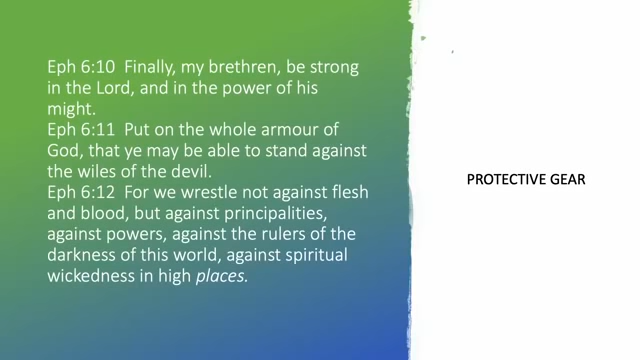 Eph 6:10  Finally, my brethren, be strong
in the Lord, and in the power of his
might.
Eph 6:11  Put on the whole armour of
God, that ye may be able to stand against
the wiles of the devil.
Eph 6:12  For we wrestle not against flesh
and blood, but against principalities,
against powers, against the rulers of the
darkness of this world, against spiritual
wickedness in high places.
PROTECTIVE GEAR